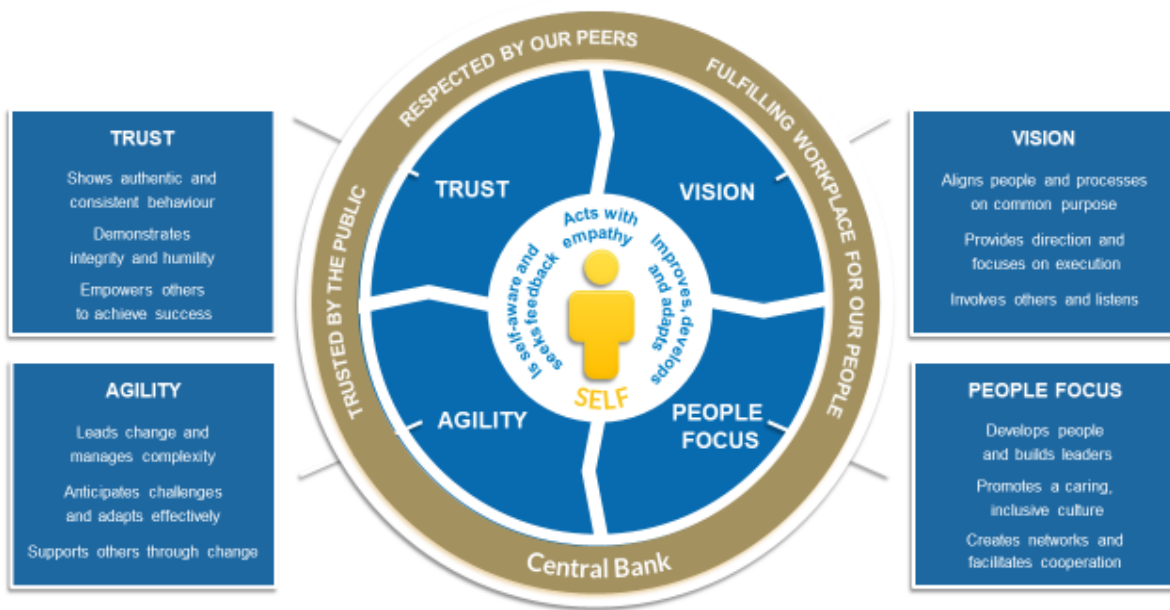 RESPECTED BY OUR PEERS
FULFILLING WORKPLACE FOR OUR PEOPLE
TRUSTED BY THE PUBLIC
Central Bank
TRUST
Shows authentic and
consistent behaviour
Demonstrates
integrity and humility
Empowers others
to achieve success
AGILITY
Leads change and
manages complexity
Anticipates challenges
and adapts effectively
Supports others through change
TRUST
VISION
AGILITY
PEOPLE
FOCUS
Is self-aware and
seeks feedback
Acts with
empathy
Improves, develops
and adapts
SELF
VISION
Aligns people and processes
on common purpose
Provides direction and
focuses on execution
Involves others and listens
PEOPLE FOCUS
Develops people
and builds leaders
Promotes a caring,
inclusive culture
Creates networks and
facilitates cooperation